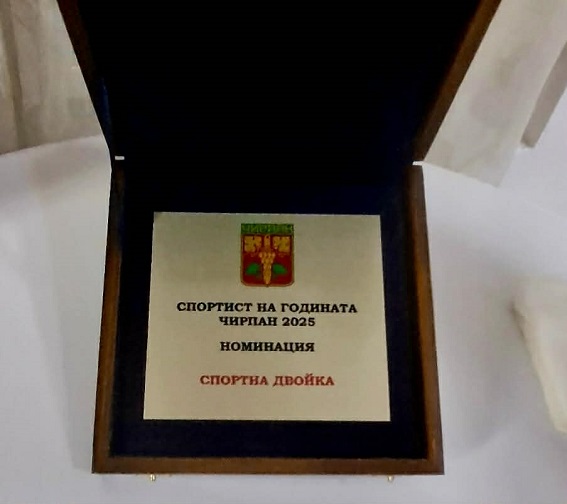 ЧИРПАН
СПОРТИСТ НА ГОДИНАТА
ЧИРПАН 2025
НОМИНАЦИЯ
СПОРТНА ДВОЙКА